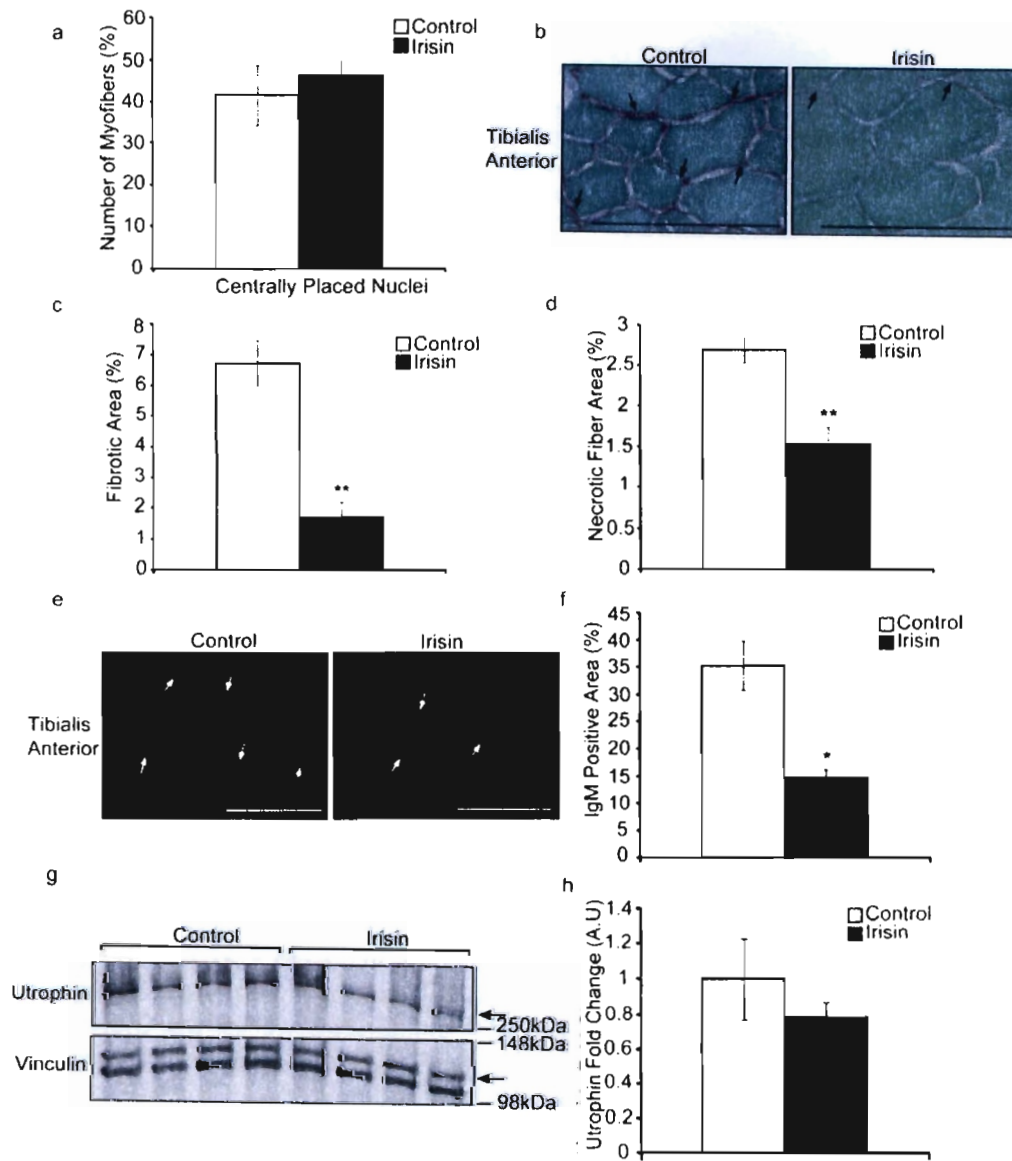 a
60
50
40
30
20
10
0
Number of Myofibers (%)
Control
Irisin
Centrally Placed Nuclei
b
Control
Irisin
Tibialis
Anterior
c
8
7
6
5
4
3
2
1
0
Fibrotic Area (%)
Control
Irisin
**
d
3
2.5
2
1.5
1
0.5
0
Necrotic Fiber Area (%)
Control
Irisin
**
e
Control
Irisin
Tibialis
Anterior
f
45
40
35
30
25
20
15
10
5
0
IgM Positive Area (%)
Control
Irisin
*
g
Control
Irisin
Utrophin
250kDa
148kDa
Vinculin
98kDa
h
1.4
1.2
1
0.8
0.6
0.4
0.2
0
Utrophin Fold Change (A.U)
Control
Irisin